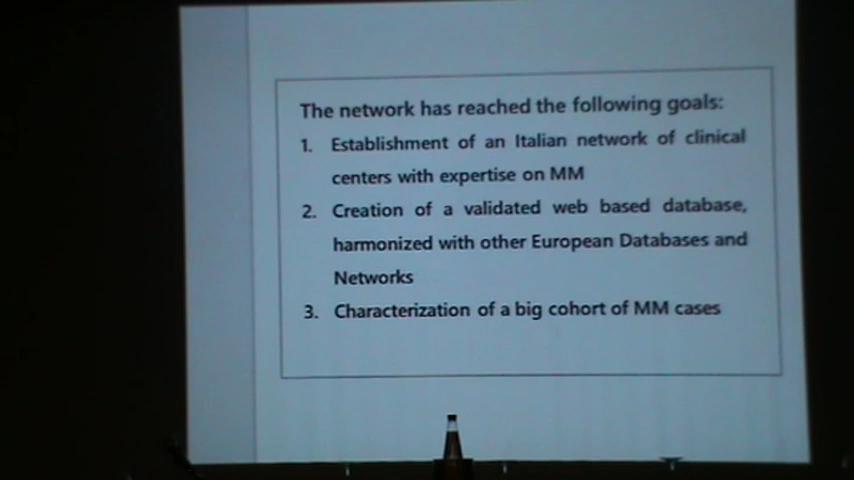 The network has reached the following goals:
1. Establishment of an Italian network of clinical
centers with expertise on MM
2. Creation of a validated web based database,
harmonized with other European Databases and
Networks
3. Characterization of a big cohort of MM cases